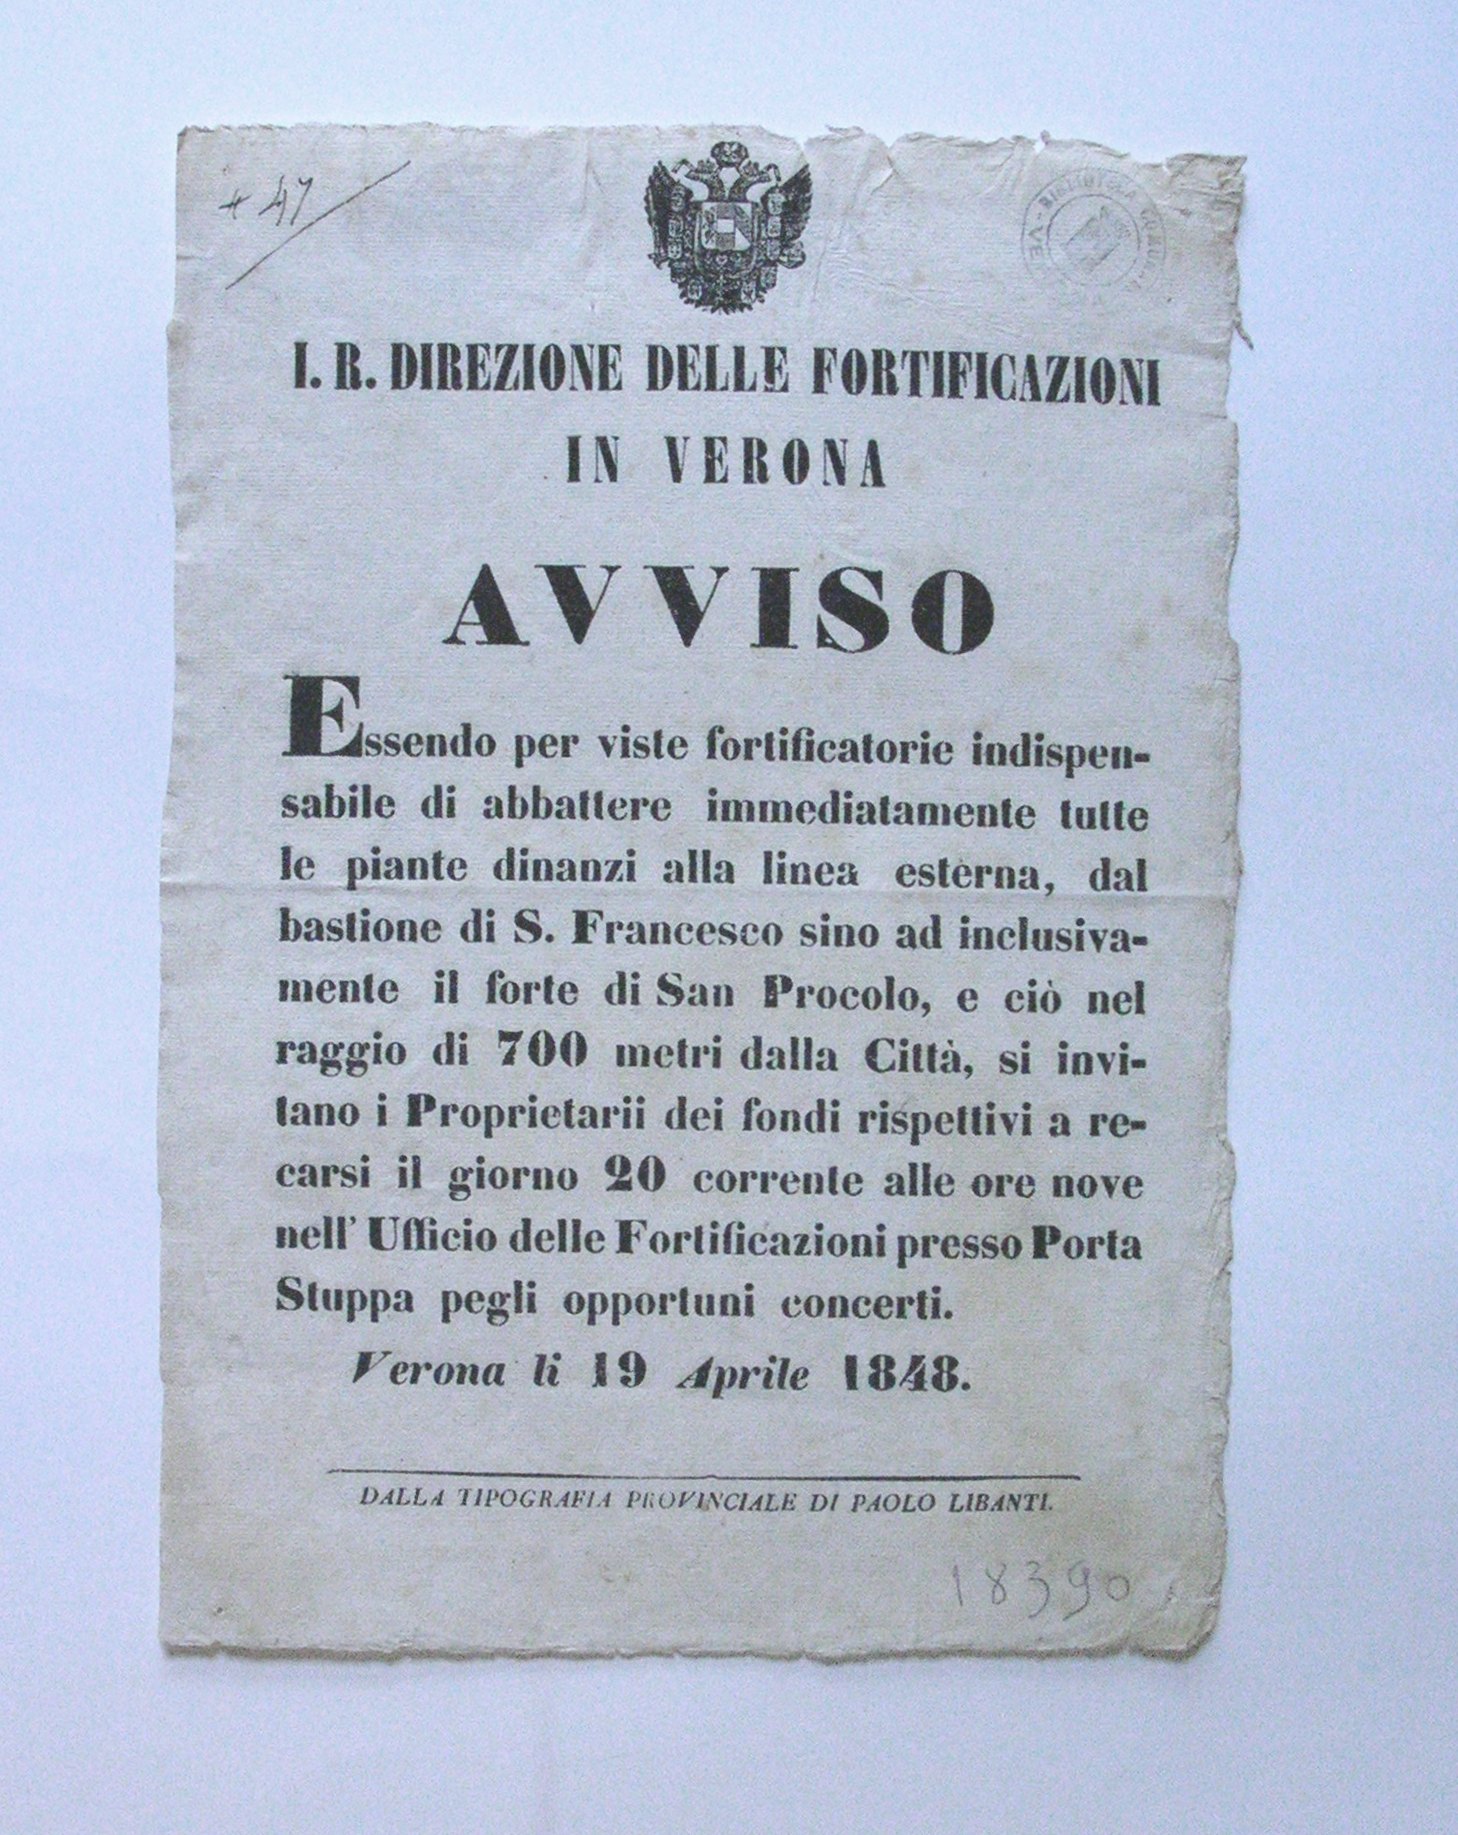 + 47
BIBLIOTECA COMUN
VE
I. R. DIREZIONE DELLE FORTIFICAZIONI
IN VERONA
AVVISO
Essendo per viste fortificatorie indispen-
sabile di abbattere immediatamente tutte
le piante dinanzi alla linea esterna, dal
bastione di S. Francesco sino ad inclusiva-
mente il forte di San Procolo, e ciò nel
raggio di 700 metri dalla Città, si invi-
tano i Proprietarii dei fondi rispettivi a re-
carsi il giorno 20 corrente alle ore nove
nell' Ufficio delle Fortificazioni presso Porta
Stuppa pegli opportuni concerti.
Verona li 19 Aprile 1848.
DALLA TIPOGRAFIA PROVINCIALE DI PAOLO LIBANTI.
18390